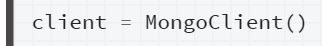 client = MongoClient()